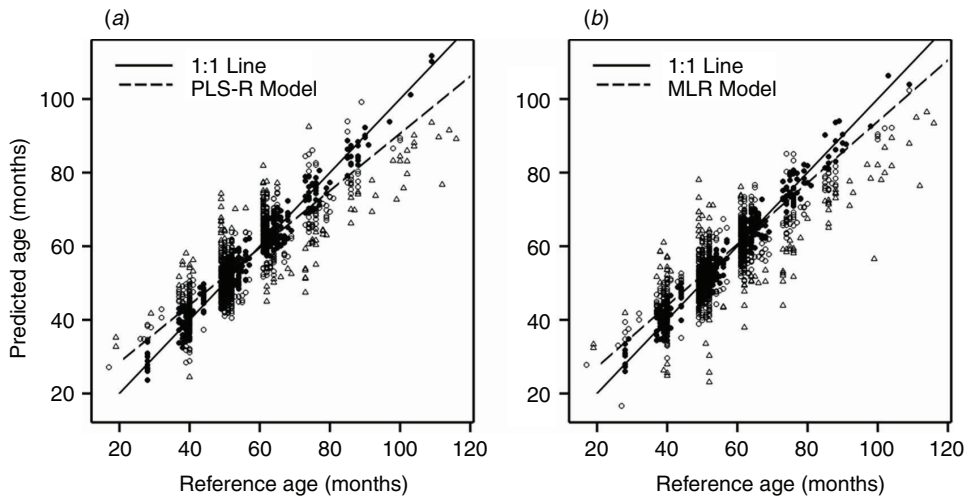 (a)
1:1 Line
PLS-R Model
100
80
60
40
20
20 40 60 80 100 120
Reference age (months)
Predicted age (months)
(b)
1:1 Line
MLR Model
100
80
60
40
20
20 40 60 80 100 120
Reference age (months)